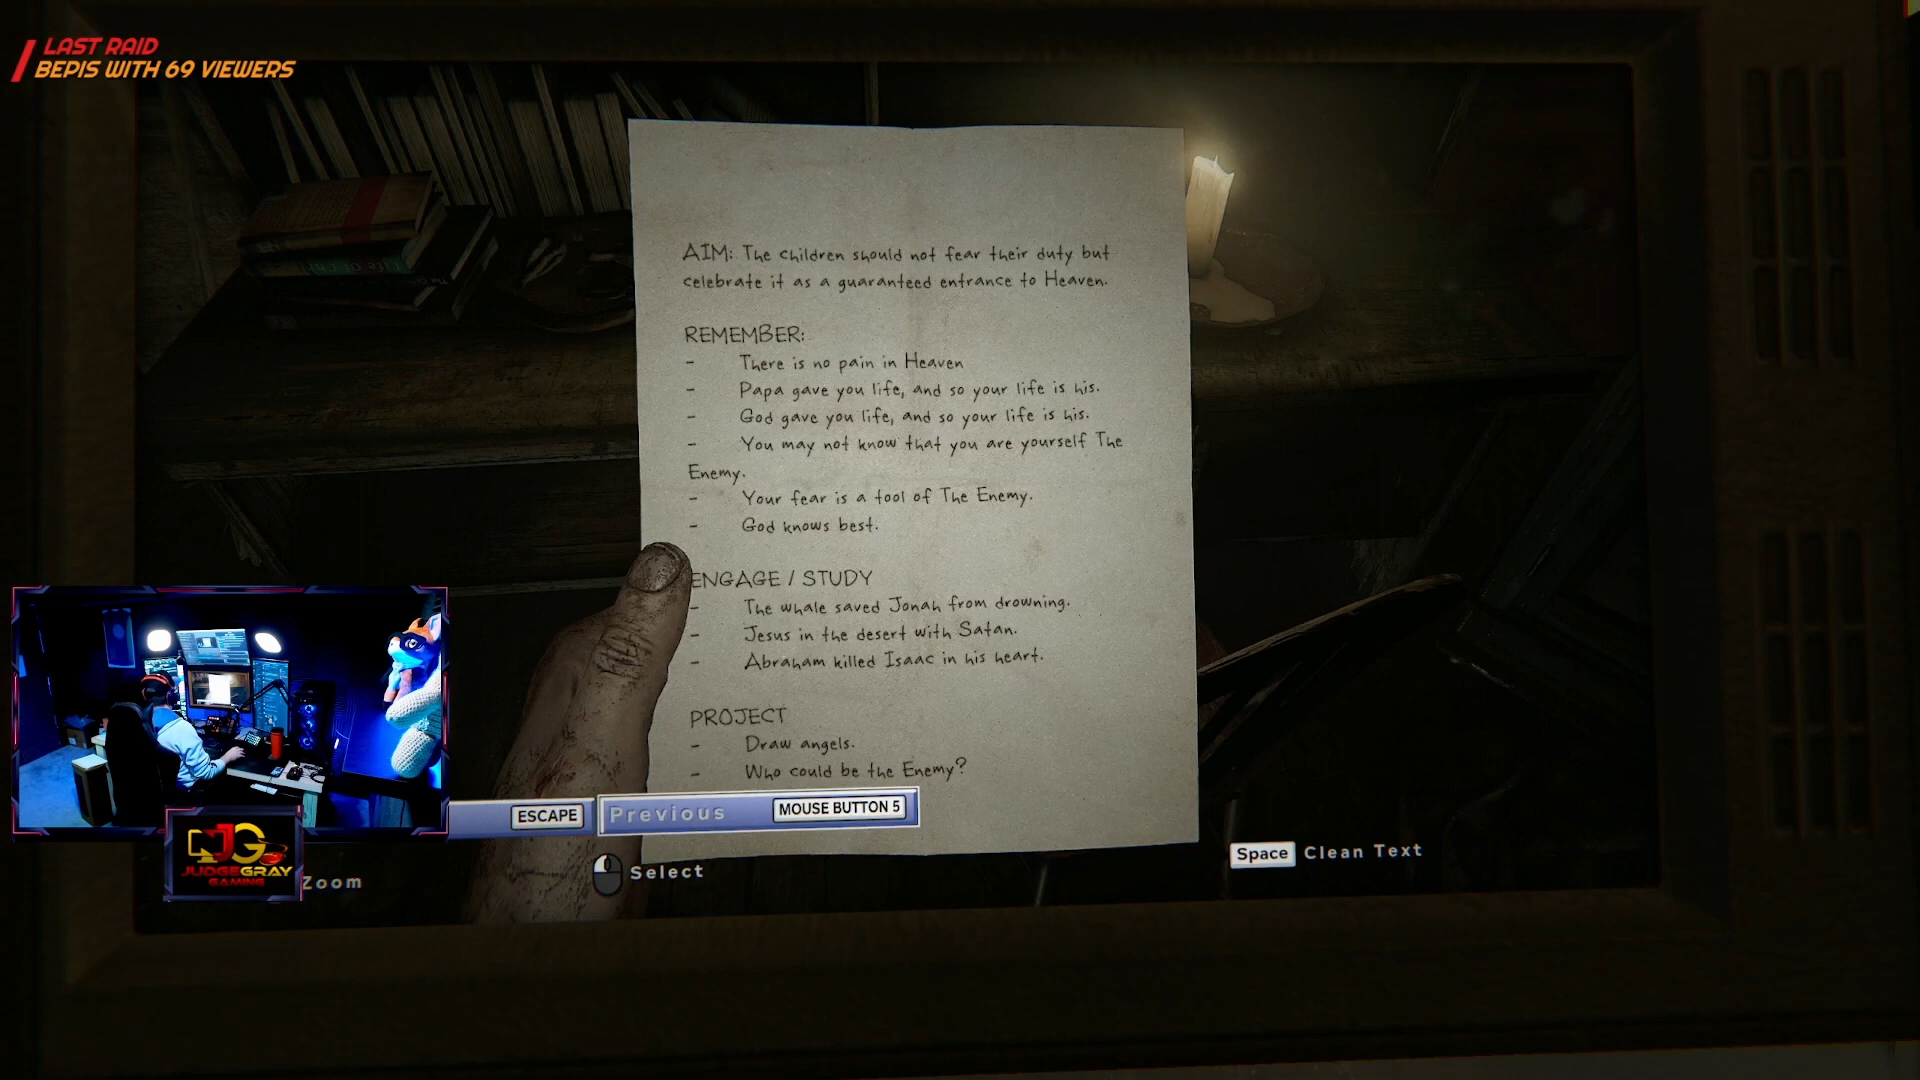 LAST RAID
BEPIS WITH 69 VIEWERS
AIM: The children should not fear their duty but
celebrate it as a guaranteed entrance to Heaven.
REMEMBER:
- There is no pain in Heaven
- Papa gave you life, and so your life is his.
- God gave you life, and so your life is his.
- You may not know that you are yourself The
Enemy.
- Your fear is a tool of The Enemy.
- God knows best.
ENGAGE / STUDY
- The whale saved Jonah from drowning.
- Jesus in the desert with Satan.
- Abraham killed Isaac in his heart.
PROJECT
- Draw angels.
- Who could be the Enemy?
ESCAPE
Previous MOUSE BUTTON 5
JG
JUDGEGRAY
GAMING
Zoom
Select
Space Clean Text